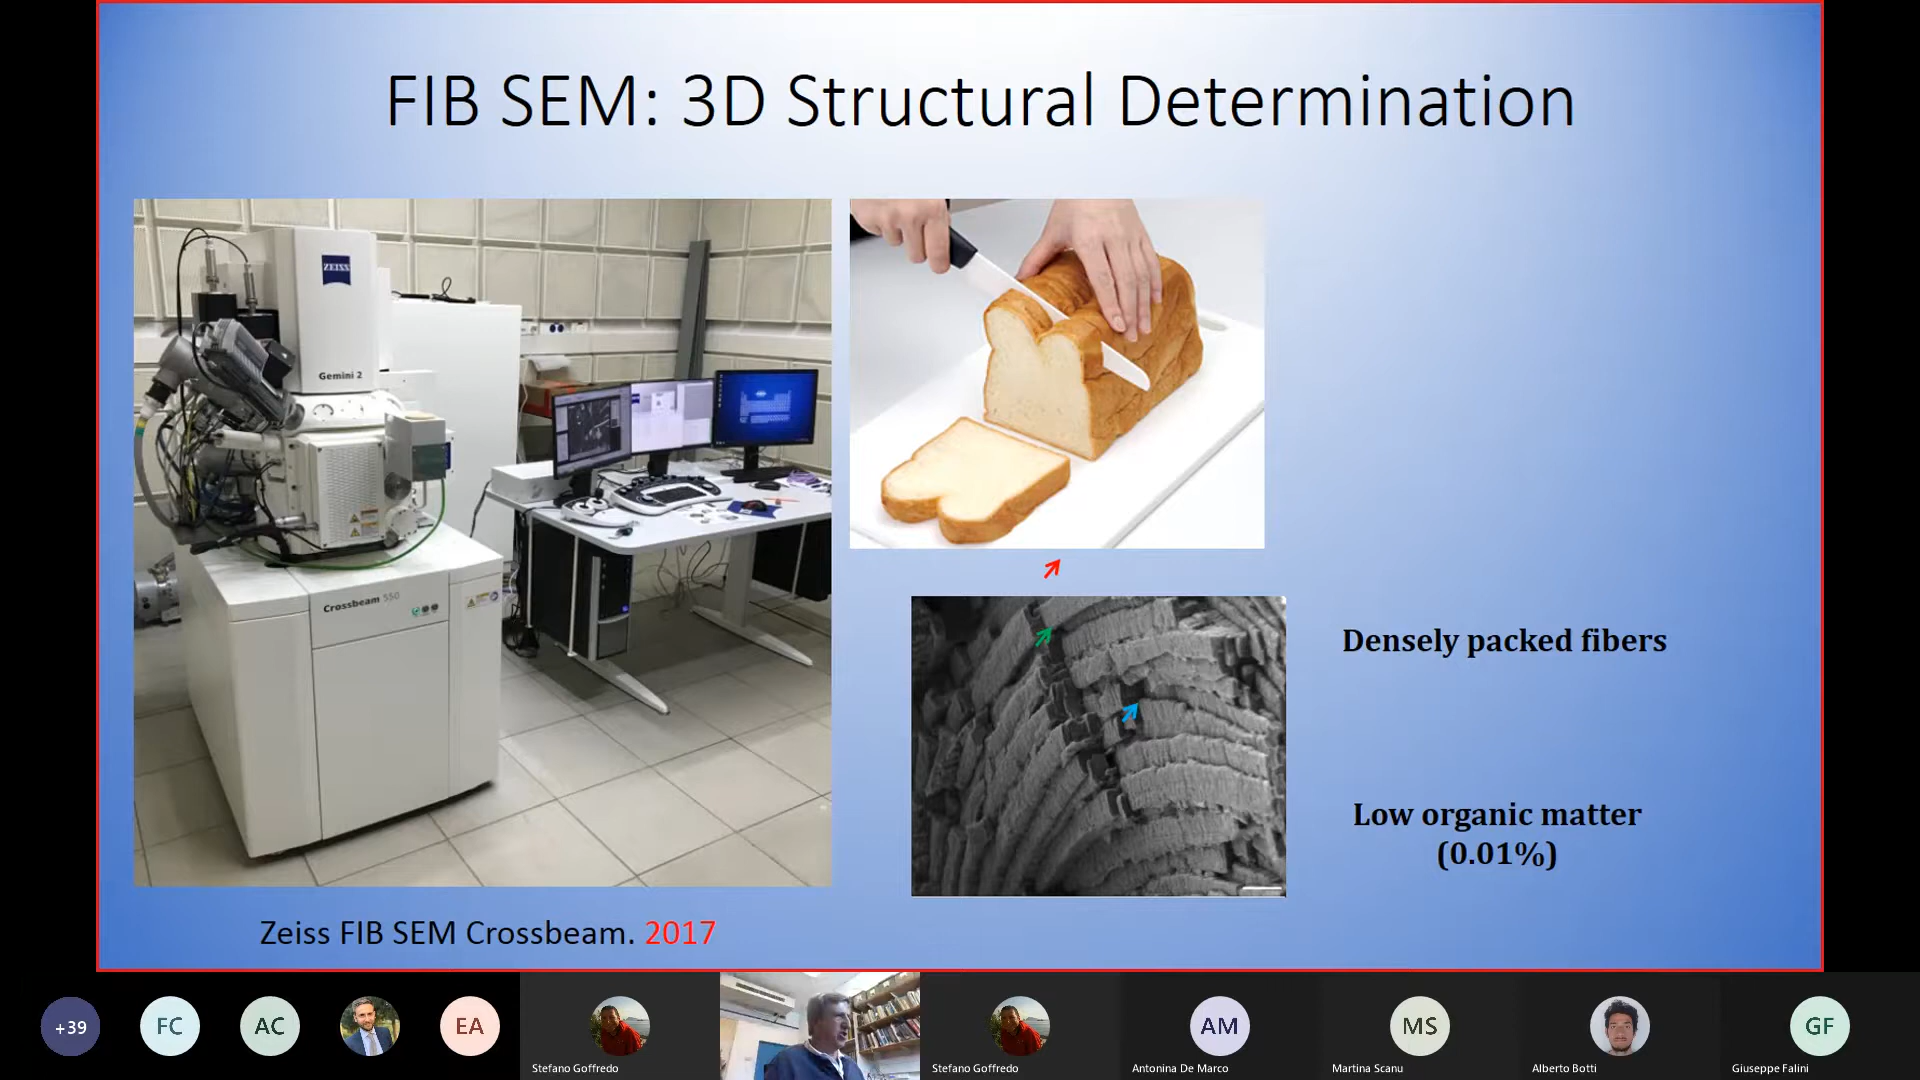 FIB SEM: 3D Structural Determination
ZEISS
Gemini 2
Crossbeam 550
Densely packed fibers
Low organic matter
(0.01%)
Zeiss FIB SEM Crossbeam. 2017
+39
FC
AC
EA
Stefano Goffredo
Stefano Goffredo
AM
Antonina De Marco
MS
Martina Scanu
Alberto Botti
GF
Giuseppe Falini